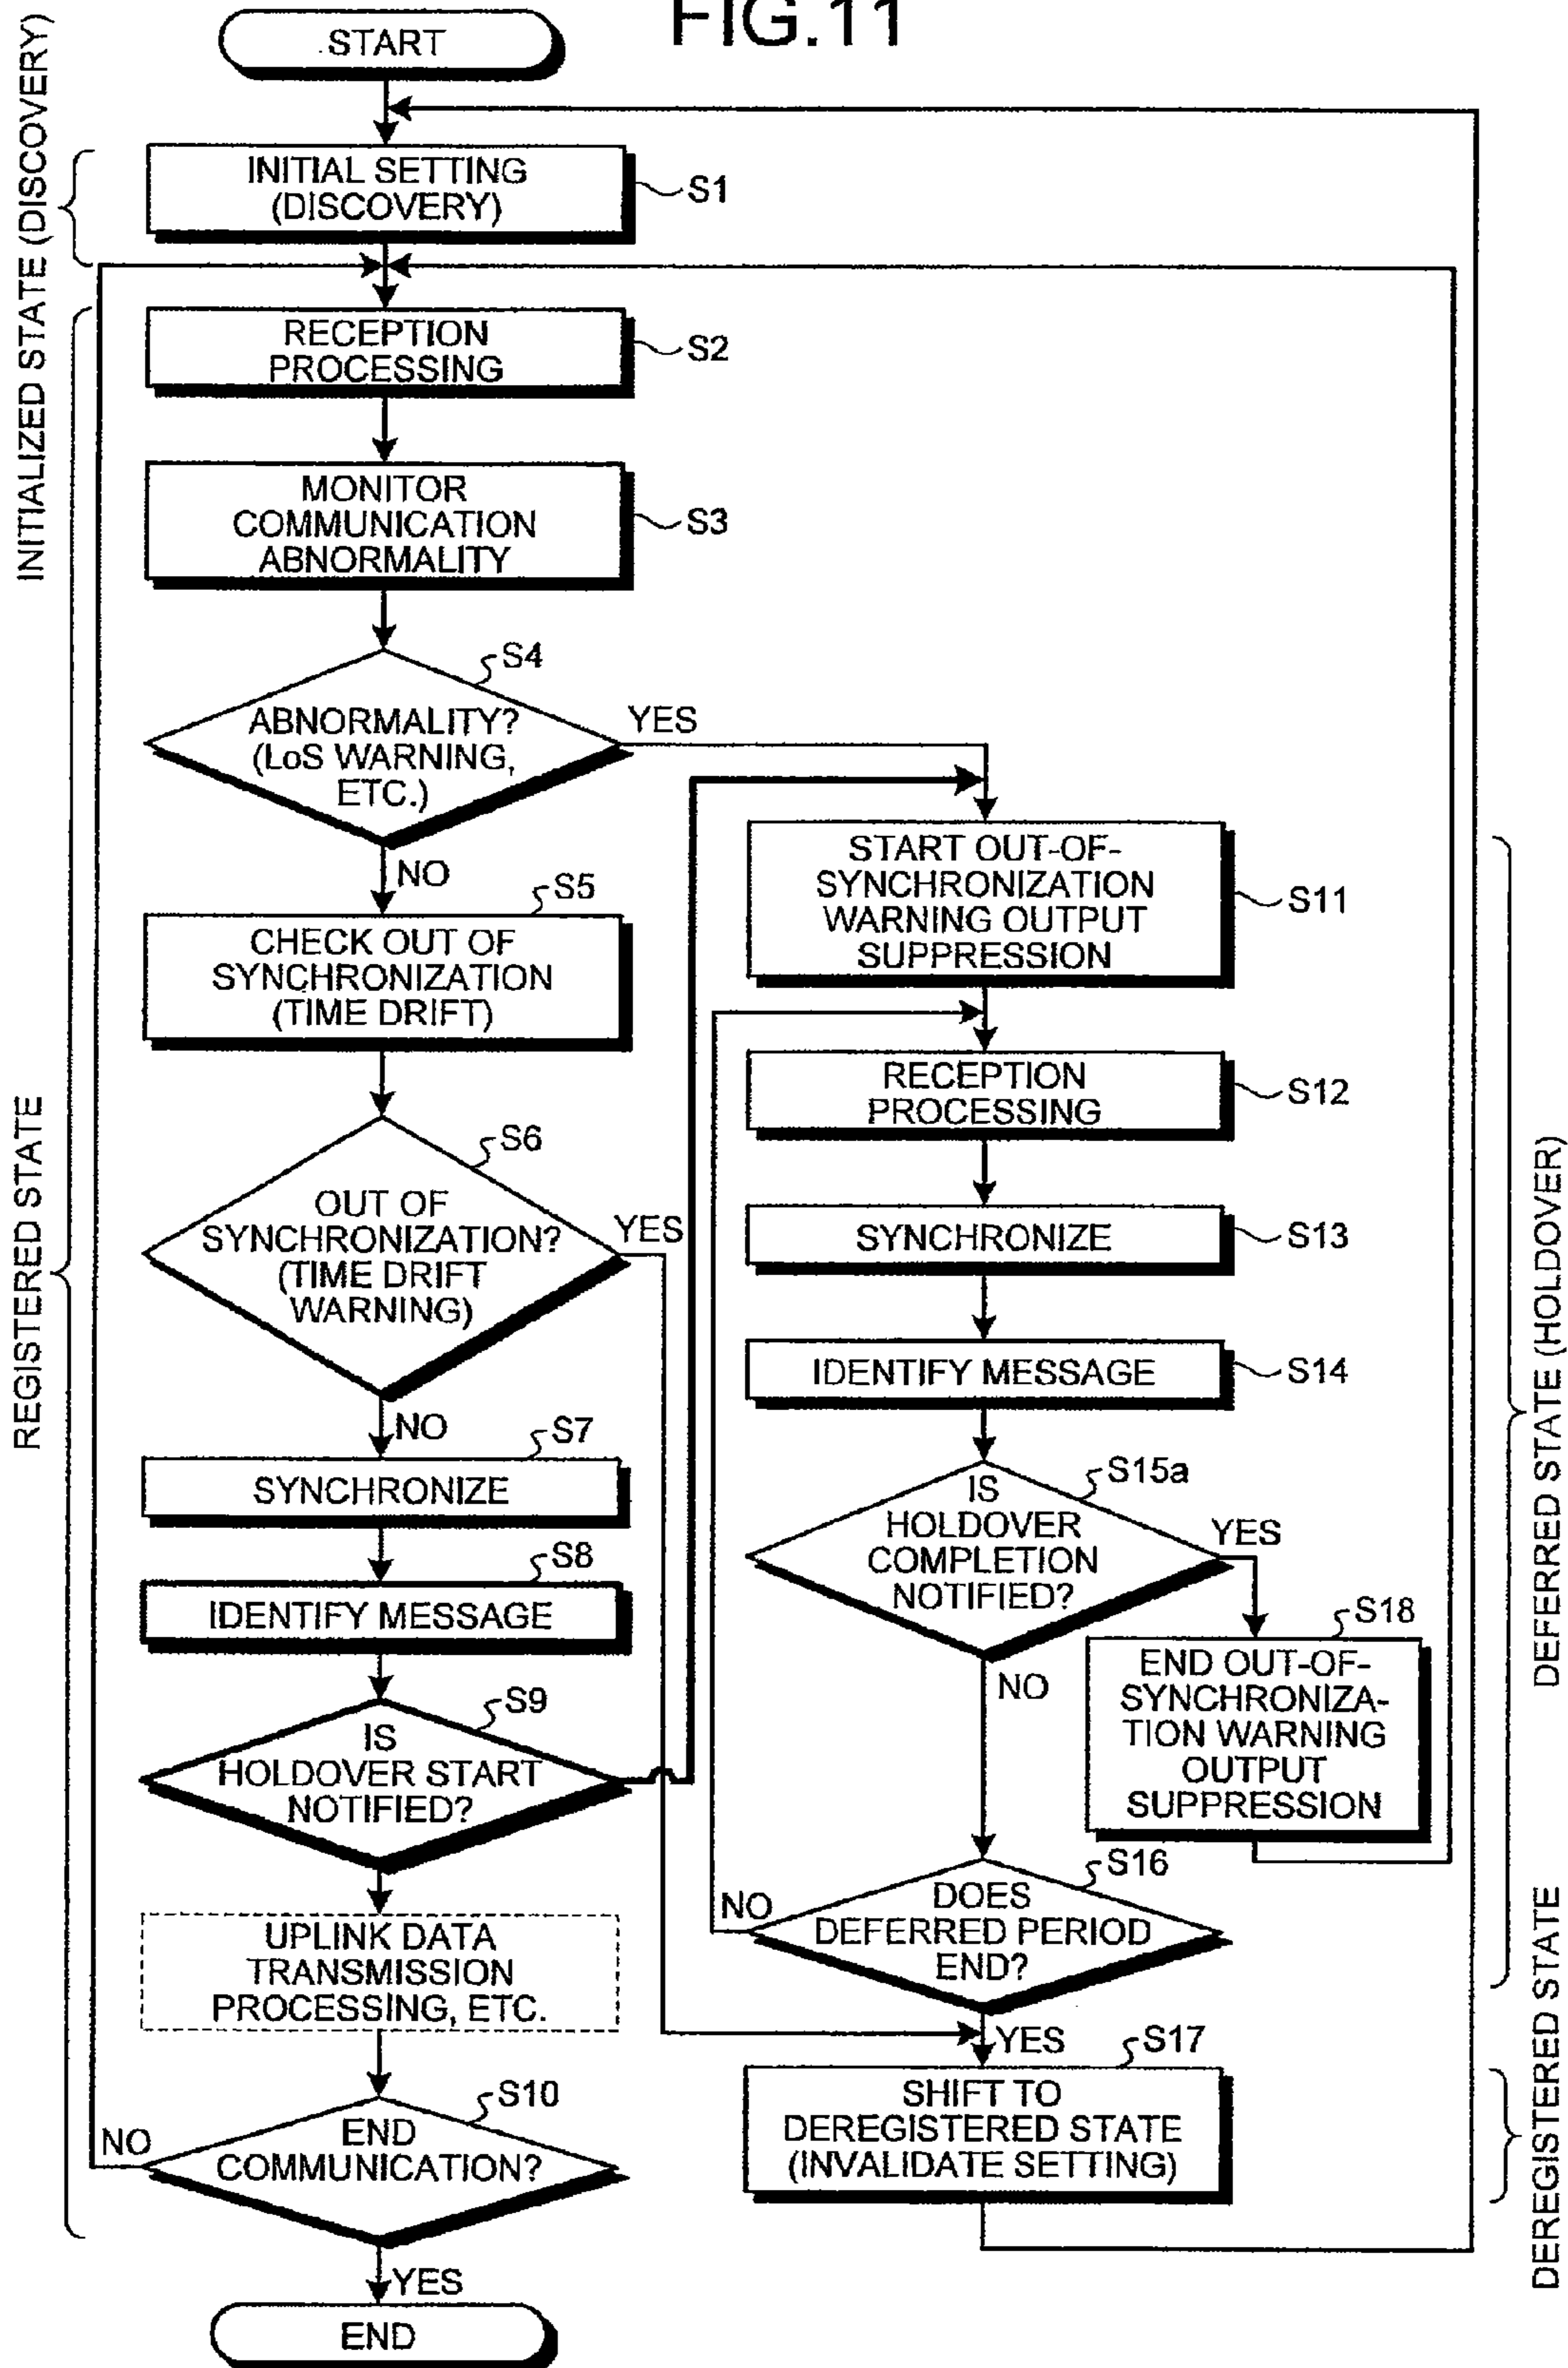 FIG.11
START
INITIALIZED STATE (DISCOVERY)
INITIAL SETTING
(DISCOVERY)
S1
RECEPTION
PROCESSING
S2
MONITOR
COMMUNICATION
ABNORMALITY
S3
S4
ABNORMALITY?
(LoS WARNING,
ETC.)
YES
NO
REGISTERED STATE
S5
CHECK OUT OF
SYNCHRONIZATION
(TIME DRIFT)
S6
OUT OF
SYNCHRONIZATION?
(TIME DRIFT
WARNING)
YES
NO
S7
SYNCHRONIZE
S8
IDENTIFY MESSAGE
S9
IS
HOLDOVER START
NOTIFIED?
UPLINK DATA
TRANSMISSION
PROCESSING, ETC.
S10
END
COMMUNICATION?
NO
YES
END
START OUT-OF-
SYNCHRONIZATION
WARNING OUTPUT
SUPPRESSION
S11
RECEPTION
PROCESSING
S12
SYNCHRONIZE
S13
IDENTIFY MESSAGE
S14
S15a
IS
HOLDOVER
COMPLETION
NOTIFIED?
YES
NO
S18
END OUT-OF-
SYNCHRONIZA-
TION WARNING
OUTPUT
SUPPRESSION
S16
DOES
DEFERRED PERIOD
END?
NO
YES
S17
SHIFT TO
DEREGISTERED STATE
(INVALIDATE SETTING)
DEFERRED STATE (HOLDOVER)
DEREGISTERED STATE